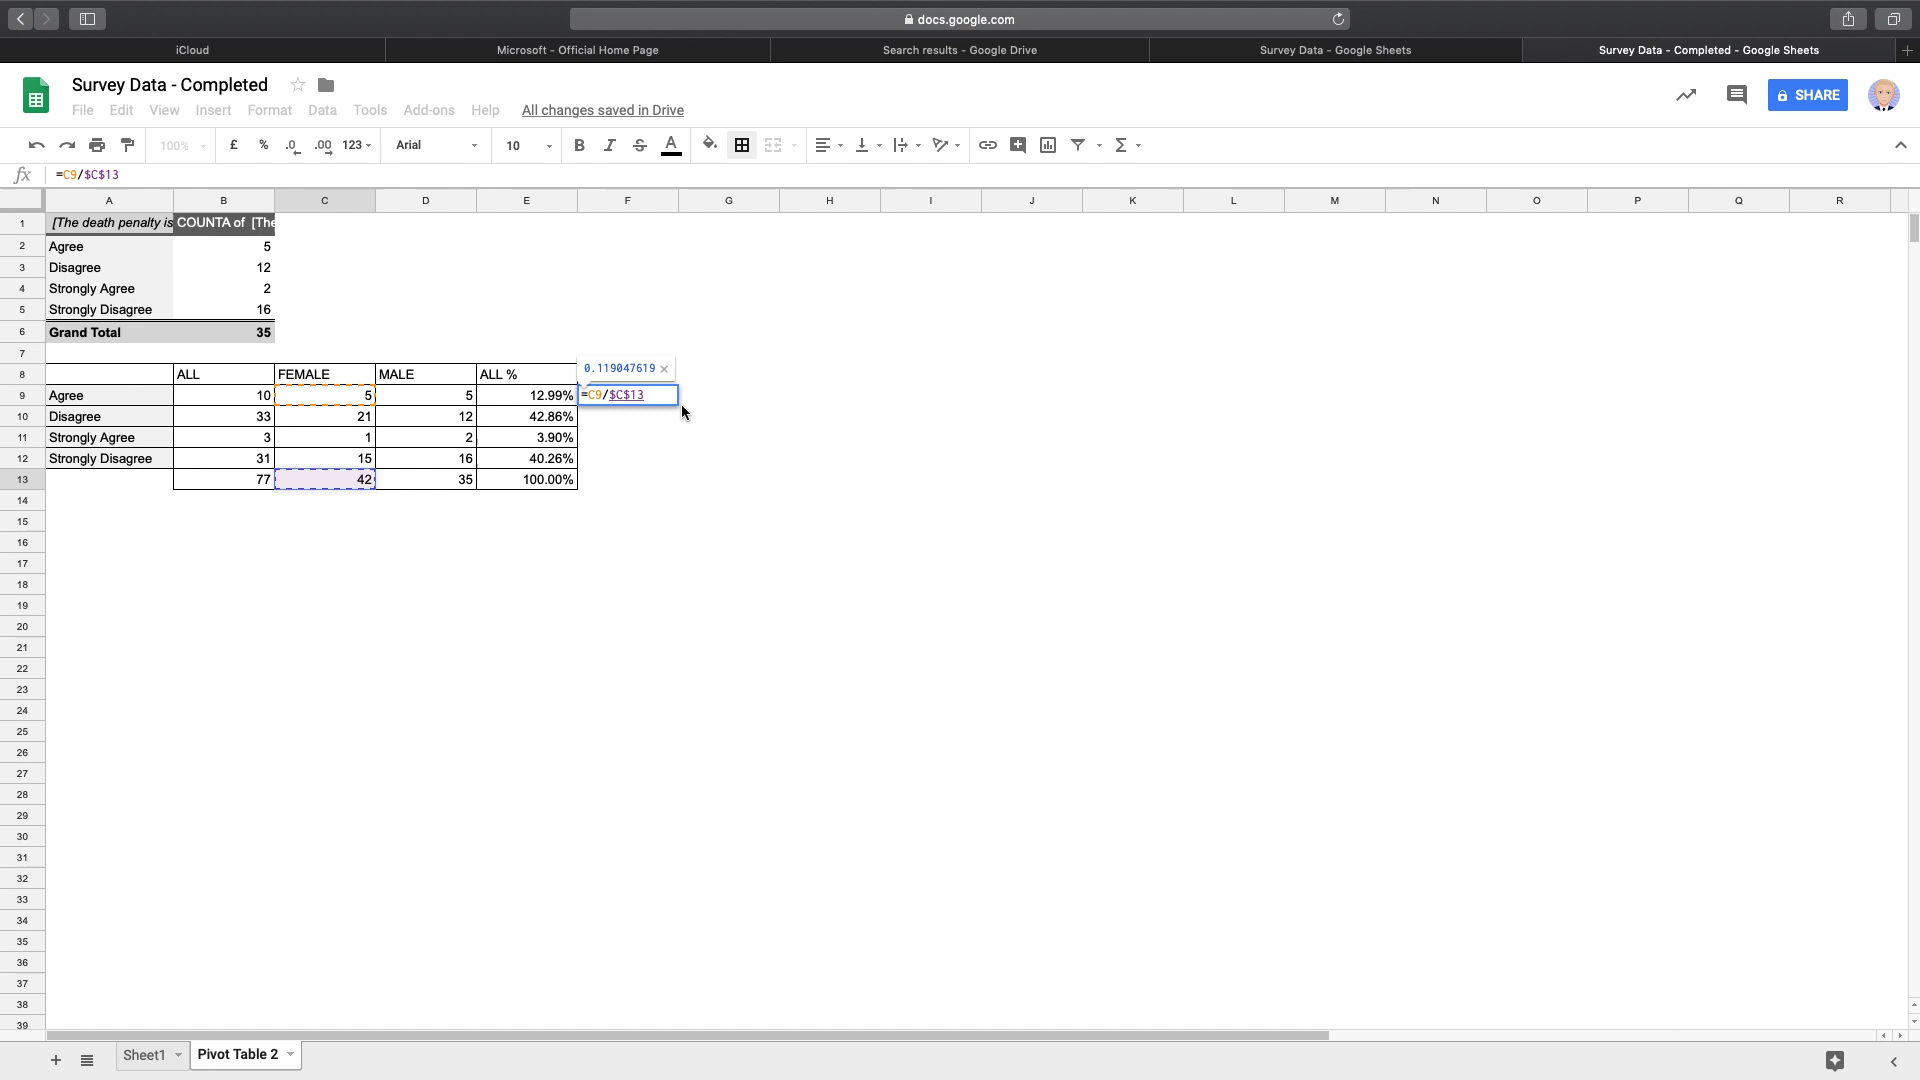 docs.google.com
iCloud
Microsoft - Official Home Page
Search results - Google Drive
Survey Data - Google Sheets
Survey Data - Completed - Google Sheets
Survey Data - Completed
File Edit View Insert Format Data Tools Add-ons Help All changes saved in Drive
SHARE
100% £ % .0 .00 123 Arial 10 B I S A Σ
fx =C9/$C$13
A B C D E F G H I J K L M N O P Q R
1 [The death penalty is COUNTA of [The
2 Agree 5
3 Disagree 12
4 Strongly Agree 2
5 Strongly Disagree 16
6 Grand Total 35
7 0.119047619 ×
8 ALL FEMALE MALE ALL %
9 Agree 10 5 5 12.99% =C9/$C$13
10 Disagree 33 21 12 42.86%
11 Strongly Agree 3 1 2 3.90%
12 Strongly Disagree 31 15 16 40.26%
13 77 42 35 100.00%
14
15
16
17
18
19
20
21
22
23
24
25
26
27
28
29
30
31
32
33
34
35
36
37
38
39
Sheet1 Pivot Table 2